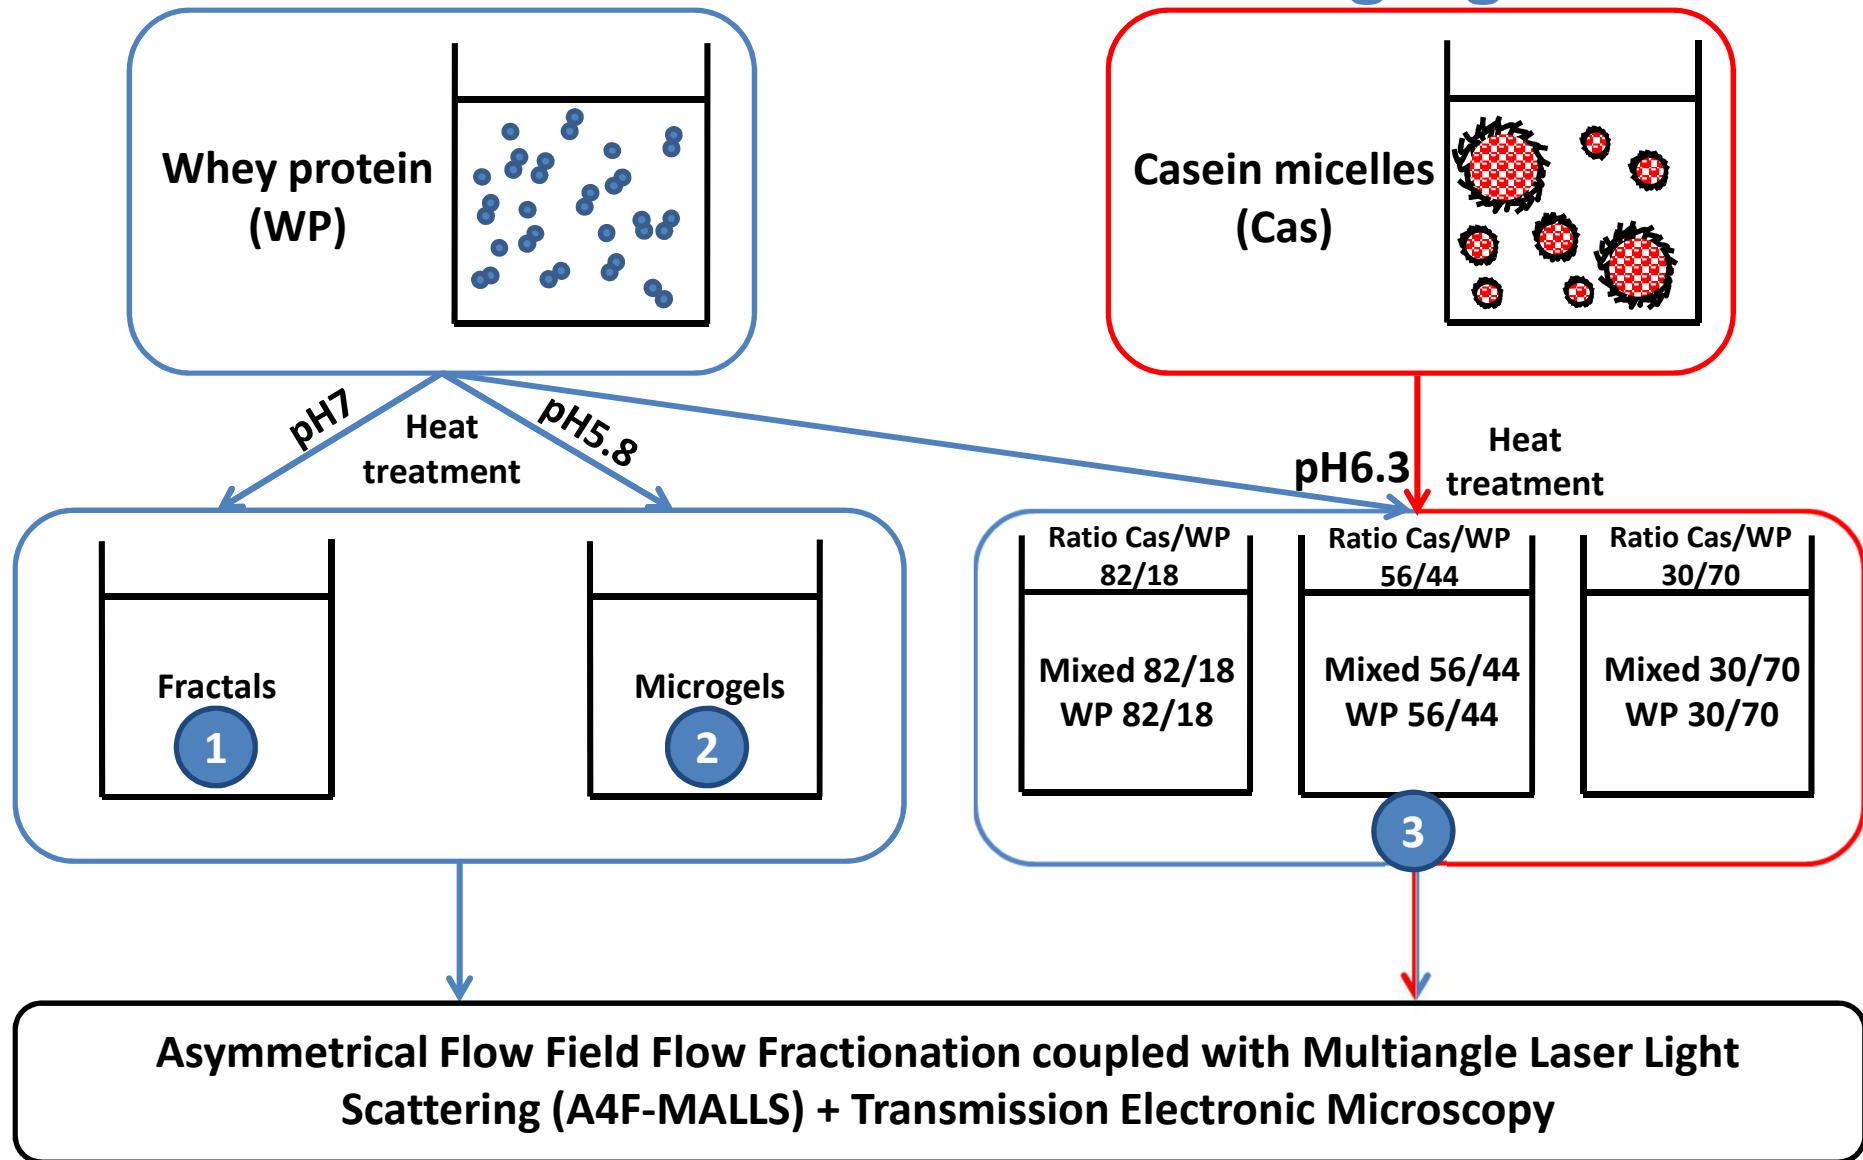 Whey protein
(WP)
Casein micelles
(Cas)
pH7
Heat
treatment
pH5.8
pH6.3
Heat
treatment
Ratio Cas/WP
82/18
Mixed 82/18
WP 82/18
Ratio Cas/WP
56/44
Mixed 56/44
WP 56/44
Ratio Cas/WP
30/70
Mixed 30/70
WP 30/70
Fractals
1
Microgels
2
3
Asymmetrical Flow Field Flow Fractionation coupled with Multiangle Laser Light
Scattering (A4F-MALLS) + Transmission Electronic Microscopy